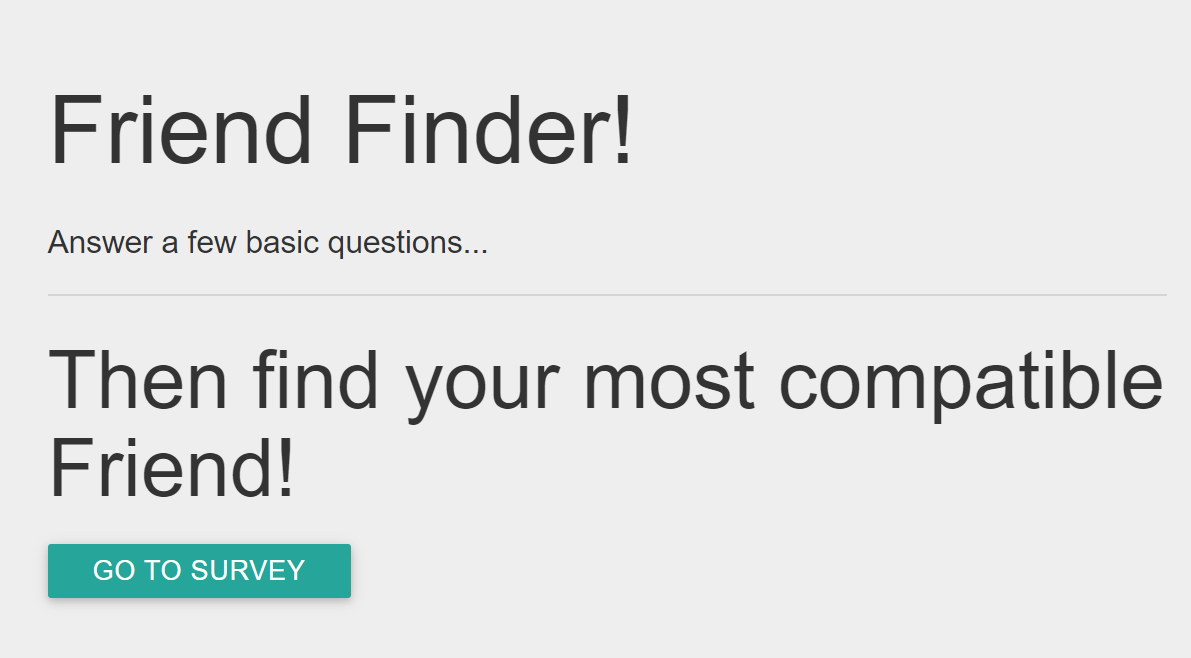 Friend Finder!
Answer a few basic questions...
Then find your most compatible
Friend!
GO TO SURVEY